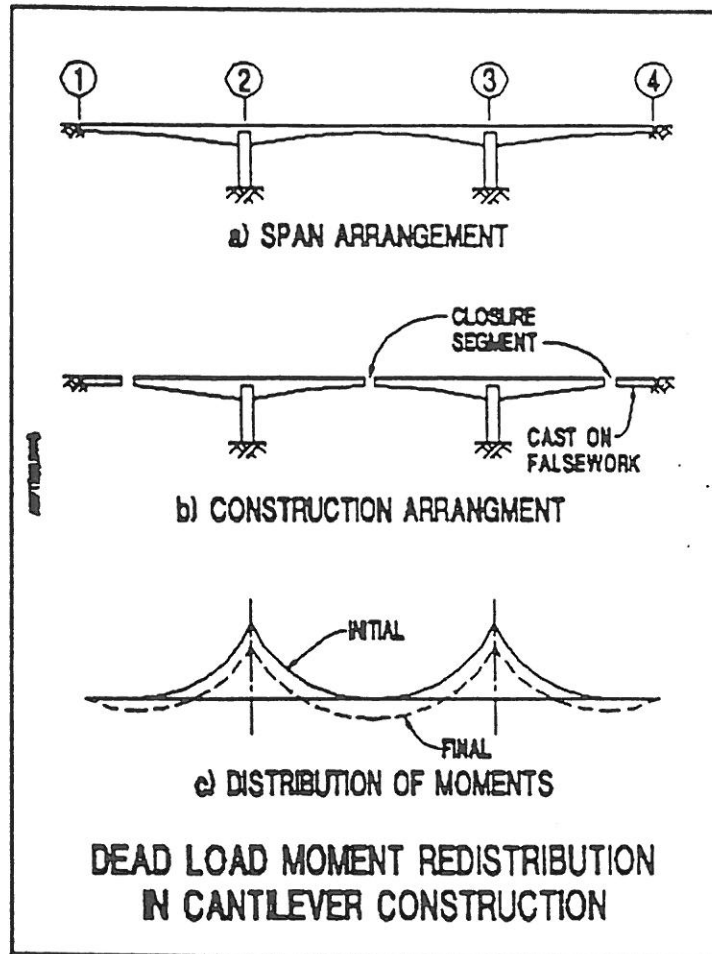 1 2 3 4
a) SPAN ARRANGEMENT
CLOSURE
SEGMENT
CAST ON
FALSEWORK
b) CONSTRUCTION ARRANGMENT
INITIAL
FINAL
c) DISTRIBUTION OF MOMENTS
DEAD LOAD MOMENT REDISTRIBUTION
IN CANTILEVER CONSTRUCTION